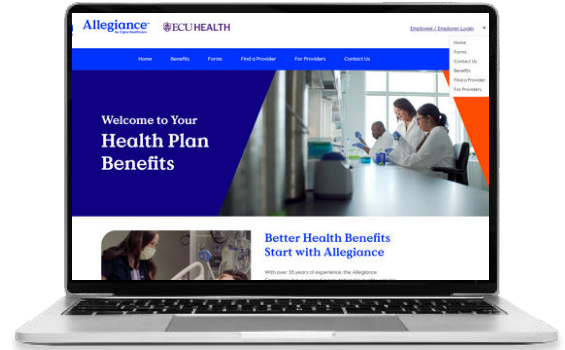 Allegiance
by Cigna Healthcare
ECU HEALTH
Employee / Employer Login
Home
Forms
Contact Us
Benefits
Find a Provider
For Providers
Home Benefits Forms Find a Provider For Providers Contact Us
Welcome to Your
Health Plan
Benefits
Better Health Benefits
Start with Allegiance
With over 35 years of experience, the Allegiance